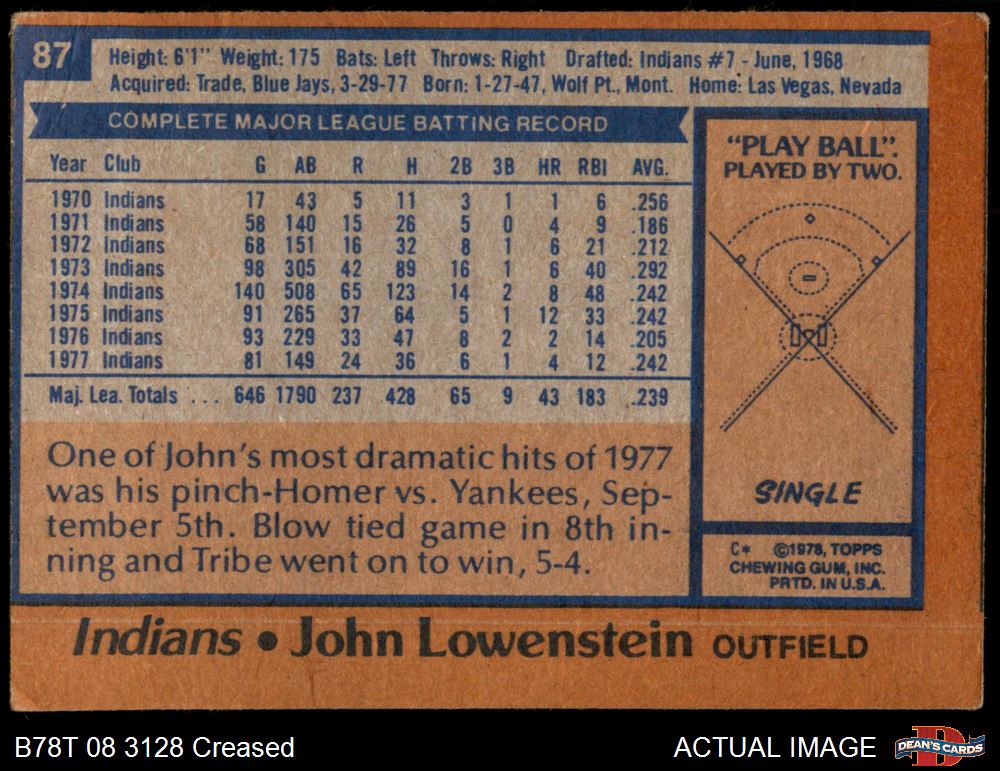 87
Height: 6'1" Weight: 175 Bats: Left Throws: Right Drafted: Indians #7 - June, 1968
Acquired: Trade, Blue Jays, 3-29-77 Born: 1-27-47, Wolf Pt., Mont. Home: Las Vegas, Nevada
COMPLETE MAJOR LEAGUE BATTING RECORD
Year Club G AB R H 2B 3B HR RBI AVG.
1970 Indians 17 43 5 11 3 1 1 6 .256
1971 Indians 58 140 15 26 5 0 4 9 .186
1972 Indians 68 151 16 32 8 1 6 21 .212
1973 Indians 98 305 42 89 16 1 6 40 .292
1974 Indians 140 508 65 123 14 2 8 48 .242
1975 Indians 91 265 37 64 5 1 12 33 .242
1976 Indians 93 229 33 47 8 2 2 14 .205
1977 Indians 81 149 24 36 6 1 4 12 .242
Maj. Lea. Totals ... 646 1790 237 428 65 9 43 183 .239
One of John's most dramatic hits of 1977
was his pinch-Homer vs. Yankees, Sep-
tember 5th. Blow tied game in 8th in-
ning and Tribe went on to win, 5-4.
"PLAY BALL".
PLAYED BY TWO.
SINGLE
C* ©1978, TOPPS
CHEWING GUM, INC.
PRTD. IN U.S.A.
Indians • John Lowenstein OUTFIELD
B78T 08 3128 Creased
ACTUAL IMAGE
DEAN'S CARDS